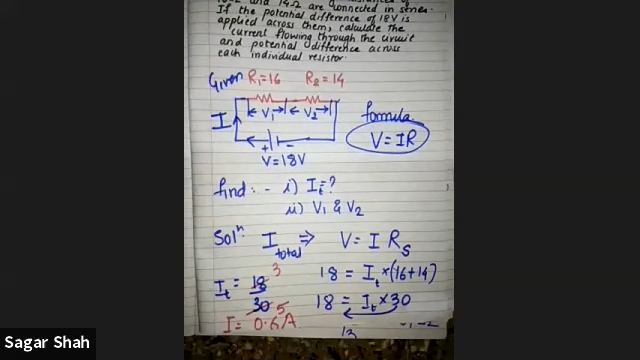 and 14Ω are connected in series.
If the potential difference of 18V is
applied across them, calculate the
current flowing through the circuit
and potential difference across
each individual resistor.
Given R1=16 R2=14
I V1 V2
+ -
V=18V
formula
V=IR
find:- i) It=?
ii) V1 & V2
Solⁿ. I total ⇒ V= I Rs
18 = It×(16+14)
It = 18 3
30 5
18 = It×30
I= 0.6A
Sagar Shah